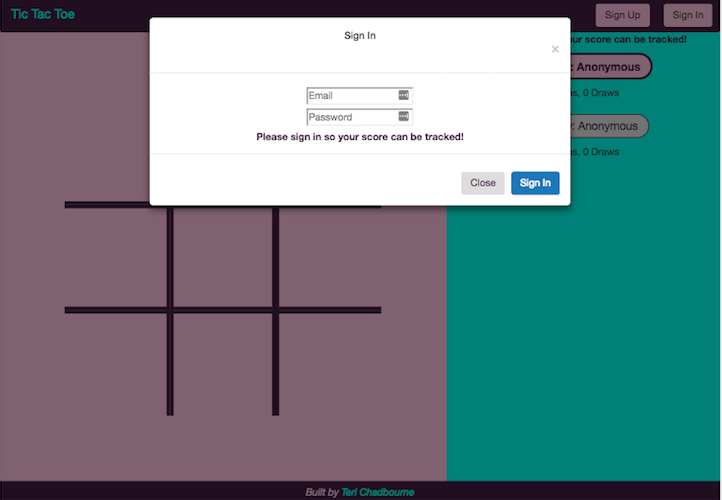 Tic Tac Toe
Sign Up
Sign In
Sign In
×
ur score can be tracked!
: Anonymous
s, 0 Draws
: Anonymous
s, 0 Draws
Email
Password
Please sign in so your score can be tracked!
Close
Sign In
Built by Teri Chadbourne